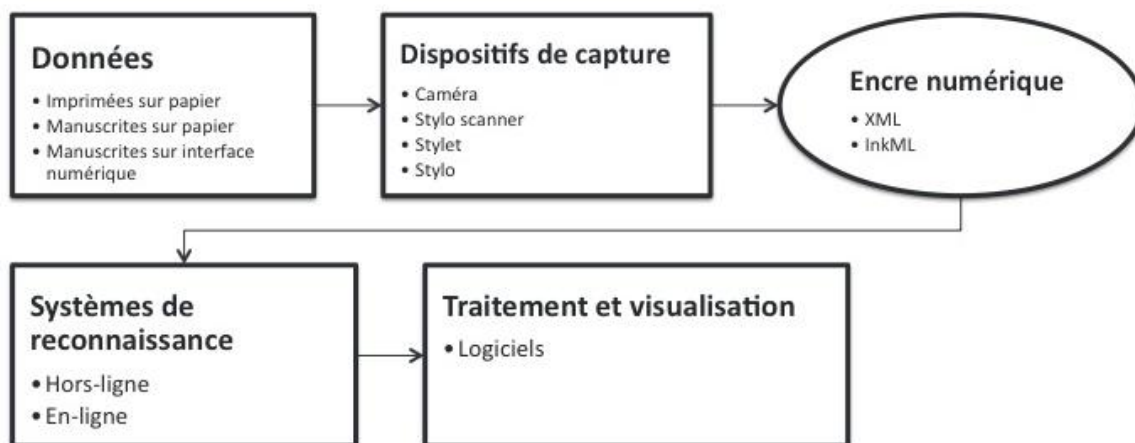 Données
• Imprimées sur papier
• Manuscrites sur papier
• Manuscrites sur interface
numérique
Dispositifs de capture
• Caméra
• Stylo scanner
• Stylet
• Stylo
Encre numérique
• XML
• InkML
Systèmes de
reconnaissance
• Hors-ligne
• En-ligne
Traitement et visualisation
• Logiciels